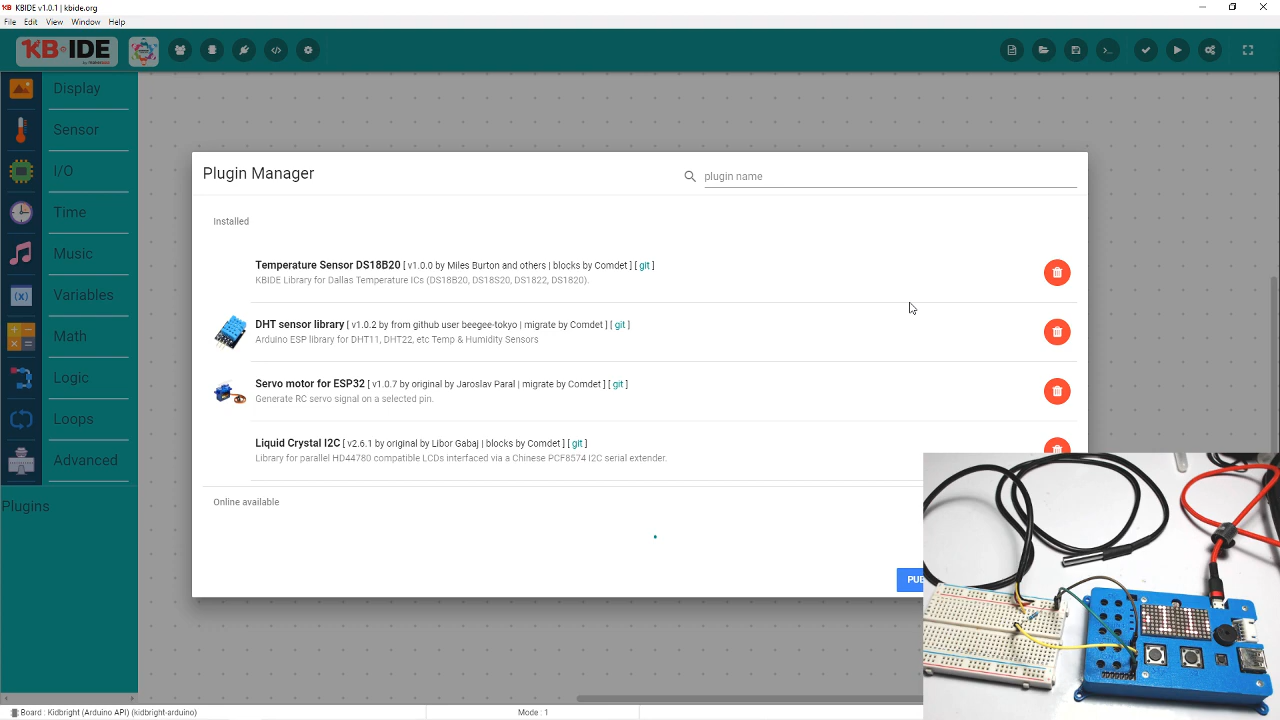 KBIDE v1.0.1 | kbide.org
File Edit View Window Help
KB-IDE
Display
Sensor
I/O
Time
Music
Variables
Math
Logic
Loops
Advanced
Plugins
Plugin Manager
plugin name
Installed
Temperature Sensor DS18B20 [ v1.0.0 by Miles Burton and others | blocks by Comdet ] [ git ]
KBIDE Library for Dallas Temperature ICs (DS18B20, DS18S20, DS1822, DS1820).
DHT sensor library [ v1.0.2 by from github user beegee-tokyo | migrate by Comdet ] [ git ]
Arduino ESP library for DHT11, DHT22, etc Temp & Humidity Sensors
Servo motor for ESP32 [ v1.0.7 by original by Jaroslav Paral | migrate by Comdet ] [ git ]
Generate RC servo signal on a selected pin.
Liquid Crystal I2C [ v2.6.1 by original by Libor Gabaj | blocks by Comdet ] [ git ]
Library for parallel HD44780 compatible LCDs interfaced via a Chinese PCF8574 I2C serial extender.
Online available
PUB
Board : Kidbright (Arduino API) (kidbright-arduino)
Mode : 1